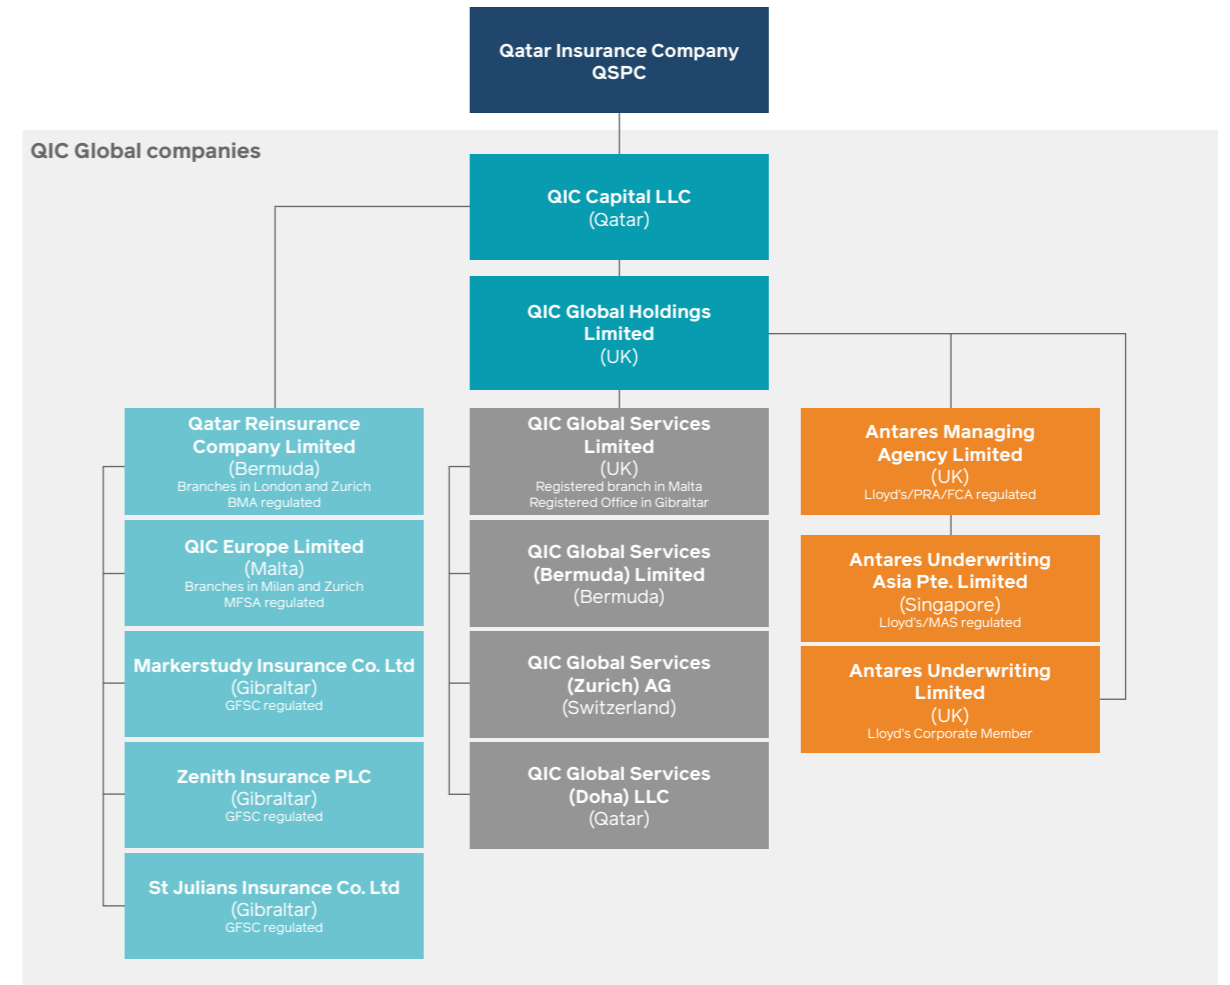 Qatar Insurance Company
QSPC
QIC Global companies
QIC Capital LLC
(Qatar)
QIC Global Holdings
Limited
(UK)
Qatar Reinsurance
Company Limited
(Bermuda)
Branches in London and Zurich
BMA regulated
QIC Europe Limited
(Malta)
Branches in Milan and Zurich
MFSA regulated
Markerstudy Insurance Co. Ltd
(Gibraltar)
GFSC regulated
Zenith Insurance PLC
(Gibraltar)
GFSC regulated
St Julians Insurance Co. Ltd
(Gibraltar)
GFSC regulated
QIC Global Services
Limited
(UK)
Registered branch in Malta
Registered Office in Gibraltar
QIC Global Services
(Bermuda) Limited
(Bermuda)
QIC Global Services
(Zurich) AG
(Switzerland)
QIC Global Services
(Doha) LLC
(Qatar)
Antares Managing
Agency Limited
(UK)
Lloyd's/PRA/FCA regulated
Antares Underwriting
Asia Pte. Limited
(Singapore)
Lloyd's/MAS regulated
Antares Underwriting
Limited
(UK)
Lloyd's Corporate Member